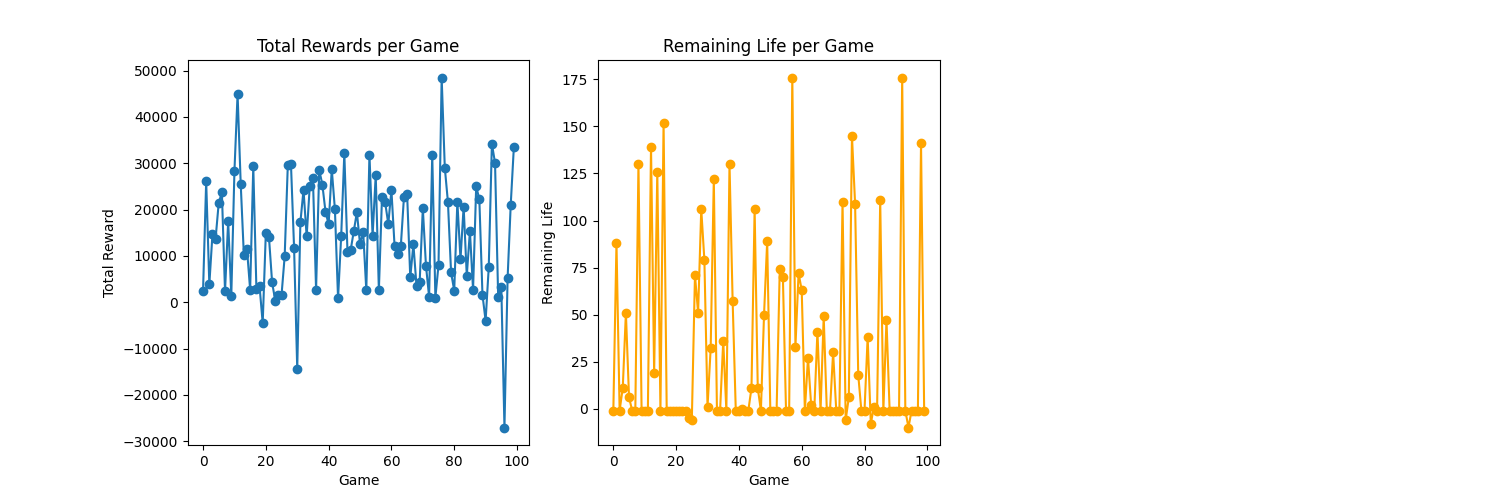 Total Rewards per Game
Total Reward
50000
40000
30000
20000
10000
0
−10000
−20000
−30000
0 20 40 60 80 100
Game
Remaining Life per Game
Remaining Life
175
150
125
100
75
50
25
0
0 20 40 60 80 100
Game